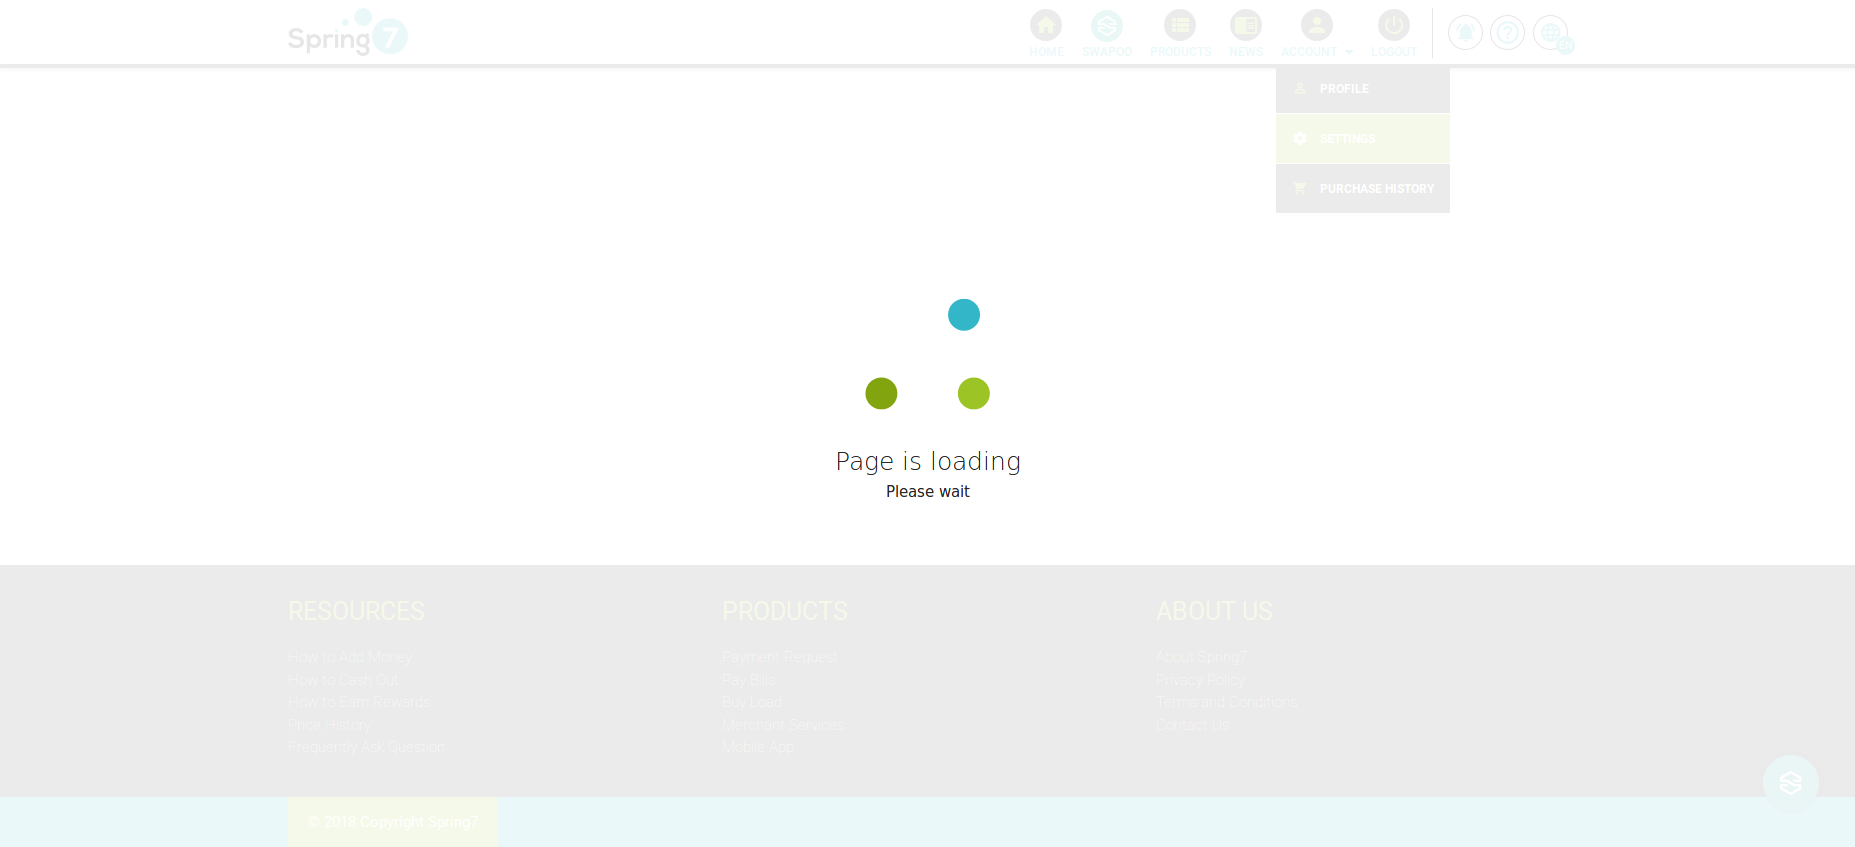 Spring7
HOME SWAPOO PRODUCTS NEWS ACCOUNT LOGOUT EN
PROFILE
SETTINGS
PURCHASE HISTORY
Page is loading
Please wait
RESOURCES
How to Add Money
How to Cash Out
How to Earn Rewards
Price History
Frequently Ask Question
PRODUCTS
Payment Request
Pay Bills
Buy Load
Merchant Services
Mobile App
ABOUT US
About Spring7
Privacy Policy
Terms and Conditions
Contact Us
© 2018 Copyright Spring7